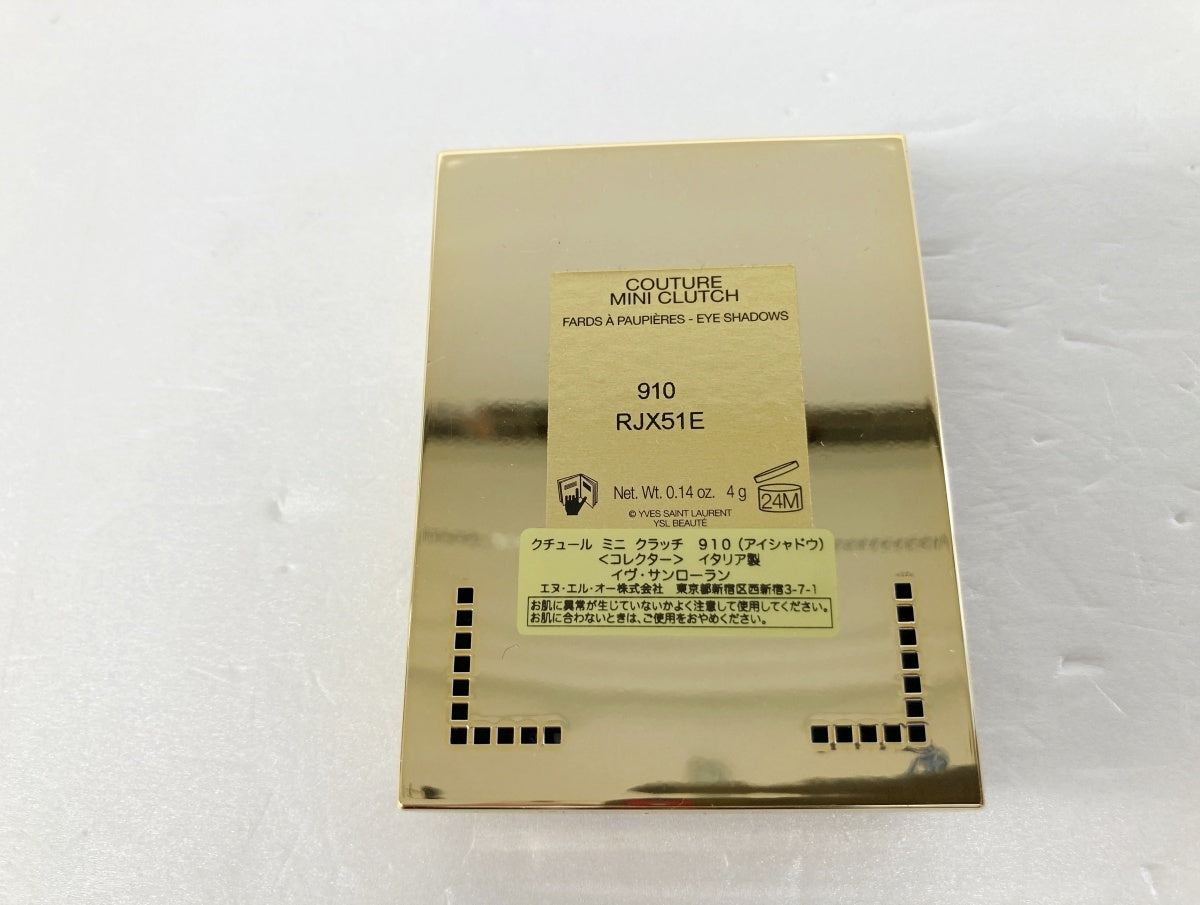 COUTURE
MINI CLUTCH
FARDS À PAUPIÈRES - EYE SHADOWS
910
RJX51E
Net. Wt. 0.14 oz. 4 g
24M
© YVES SAINT LAURENT
YSL BEAUTÉ
クチュール ミニ クラッチ 910(アイシャドウ)
<コレクター> イタリア製
イヴ・サンローラン
エヌ・エル・オー株式会社 東京都新宿区西新宿3-7-1
お肌に異常が生じていないかよく注意して使用してください。
お肌に合わないときは、ご使用をおやめください。